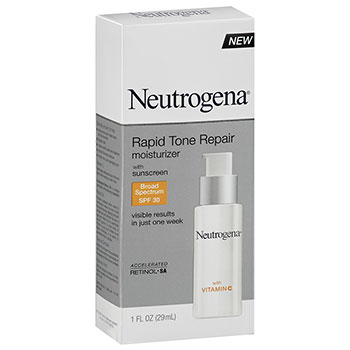 NEW
Neutrogena®
Rapid Tone Repair
moisturizer
with
sunscreen
Broad
Spectrum
SPF 30
visible results
in just one week
ACCELERATED
RETINOL·SA
1 FL OZ (29mL)
Neutrogena®
with
VITAMIN C